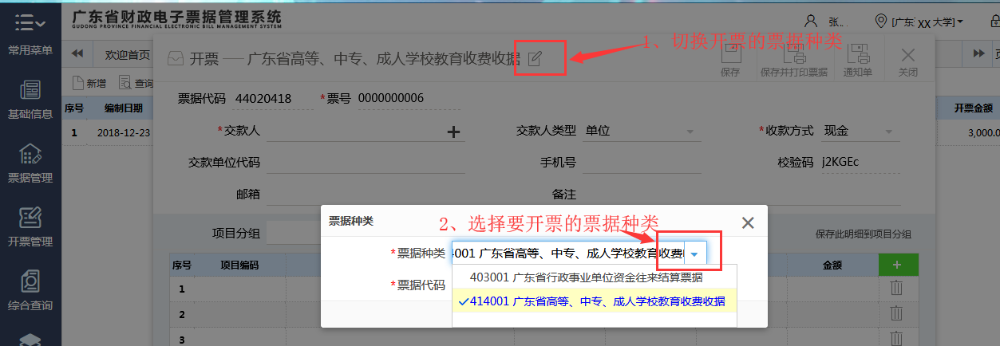 广东省财政电子票据管理系统
GUDONG PROVINCE FINANCIAL ELECTRONIC BILL MANAGEMENT SYSTEM
张..
[广东 XX 大学]
常用菜单
欢迎首页
开票 —— 广东省高等、中专、成人学校教育收费收据
1、切换开票的票据种类
保存
保存并打印票据
通知单
关闭
基础信息
新增
查询
序号
编制日期
开票金额
1
2018-12-23
3,000.0
票据代码 44020418
*票号 0000000006
*交款人
交款人类型 单位
*收款方式 现金
交款单位代码
手机号
校验码 j2KGEc
邮箱
备注
票据管理
开票管理
综合查询
项目分组
保存此明细到项目分组
序号
项目编码
金额
1
2
3
票据种类
2、选择要开票的票据种类
*票据种类
4001 广东省高等、中专、成人学校教育收费收
*票据代码
403001 广东省行政事业单位资金往来结算票据
414001 广东省高等、中专、成人学校教育收费收据